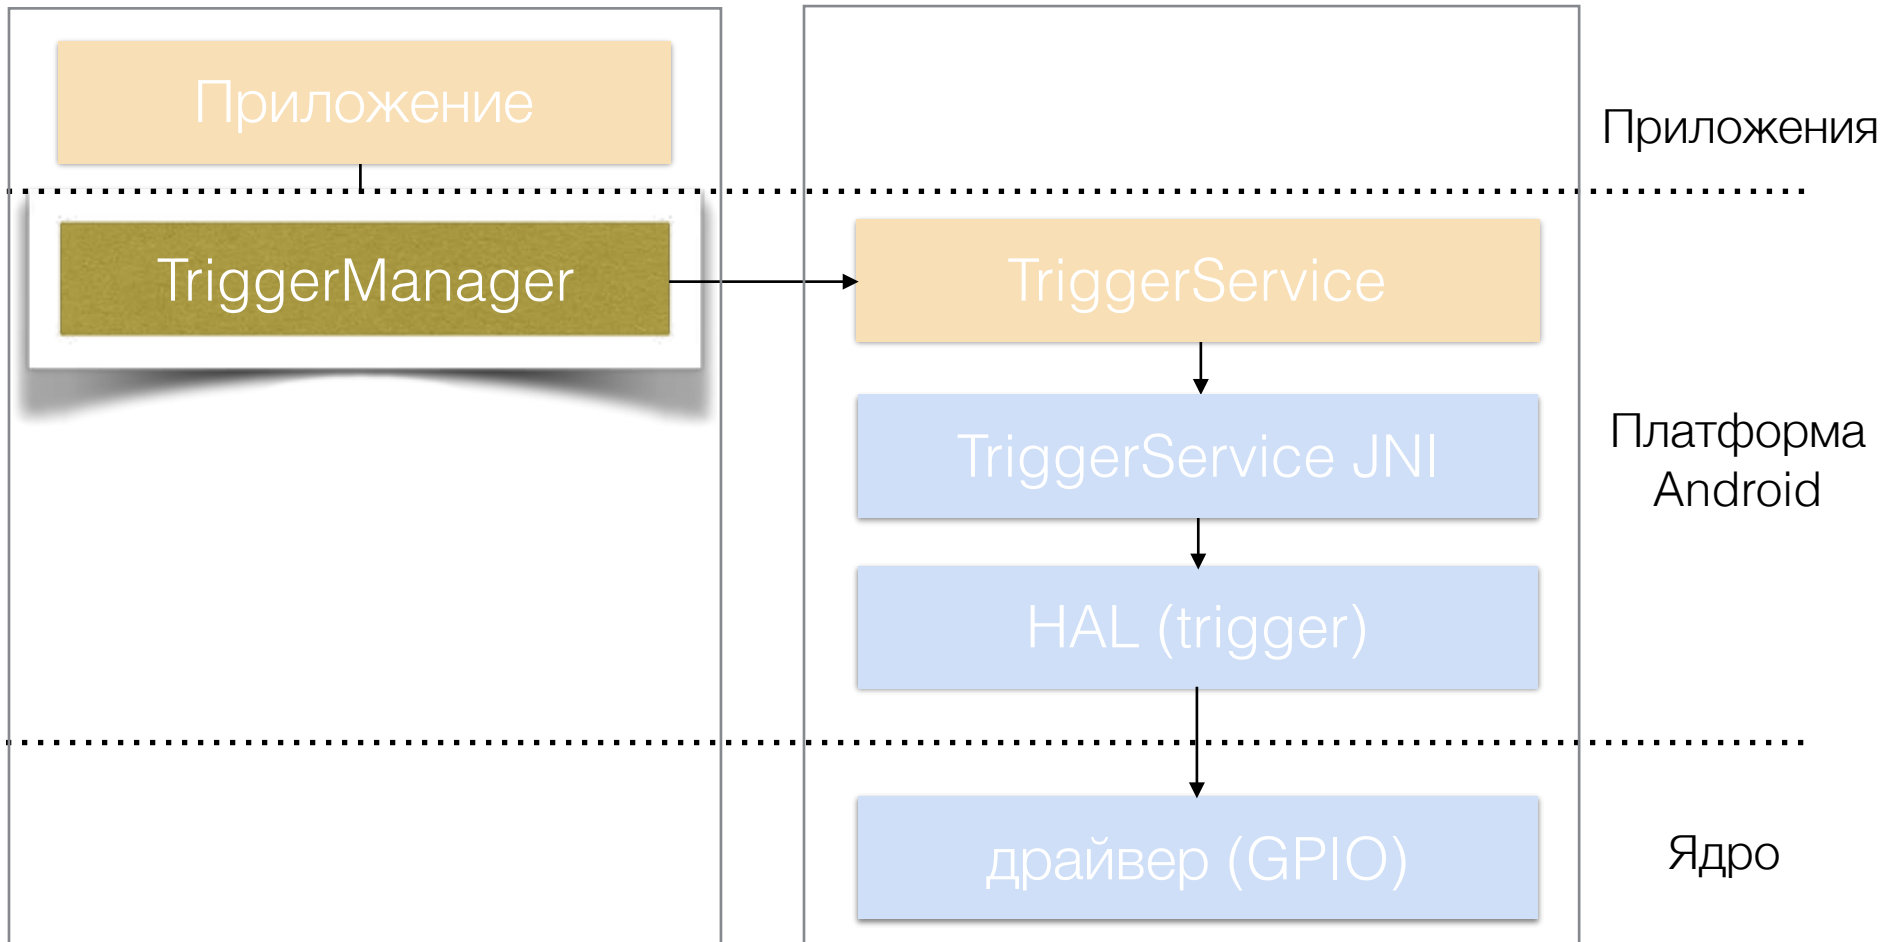 Приложение
Приложения
TriggerManager
TriggerService
TriggerService JNI
Платформа
Android
HAL (trigger)
драйвер (GPIO)
Ядро